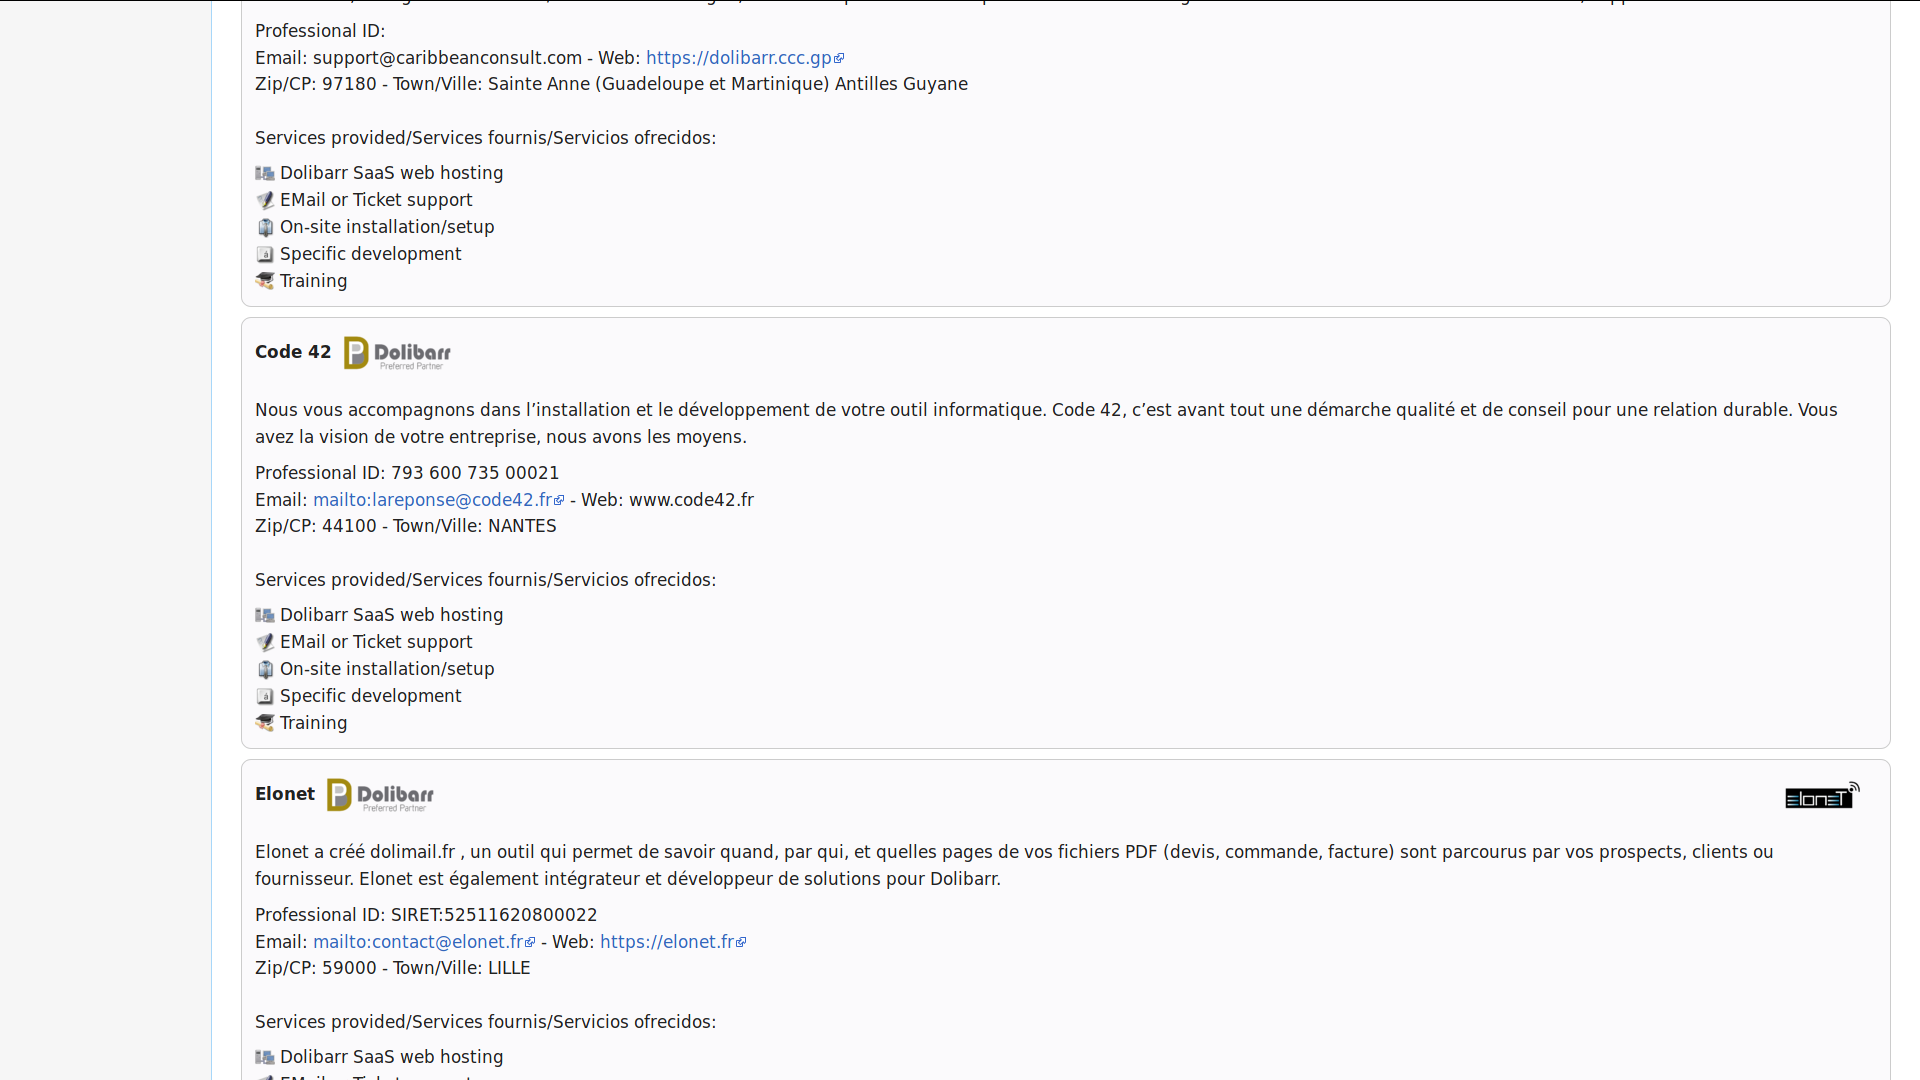 Professional ID:
Email: support@caribbeanconsult.com - Web: https://dolibarr.ccc.gp
Zip/CP: 97180 - Town/Ville: Sainte Anne (Guadeloupe et Martinique) Antilles Guyane
Services provided/Services fournis/Servicios ofrecidos:
Dolibarr SaaS web hosting
EMail or Ticket support
On-site installation/setup
Specific development
Training
Code 42 Dolibarr
Preferred Partner
Nous vous accompagnons dans l’installation et le développement de votre outil informatique. Code 42, c’est avant tout une démarche qualité et de conseil pour une relation durable. Vous
avez la vision de votre entreprise, nous avons les moyens.
Professional ID: 793 600 735 00021
Email: mailto:lareponse@code42.fr - Web: www.code42.fr
Zip/CP: 44100 - Town/Ville: NANTES
Services provided/Services fournis/Servicios ofrecidos:
Dolibarr SaaS web hosting
EMail or Ticket support
On-site installation/setup
Specific development
Training
Elonet Dolibarr
Preferred Partner
elonet
Elonet a créé dolimail.fr , un outil qui permet de savoir quand, par qui, et quelles pages de vos fichiers PDF (devis, commande, facture) sont parcourus par vos prospects, clients ou
fournisseur. Elonet est également intégrateur et développeur de solutions pour Dolibarr.
Professional ID: SIRET:52511620800022
Email: mailto:contact@elonet.fr - Web: https://elonet.fr
Zip/CP: 59000 - Town/Ville: LILLE
Services provided/Services fournis/Servicios ofrecidos:
Dolibarr SaaS web hosting